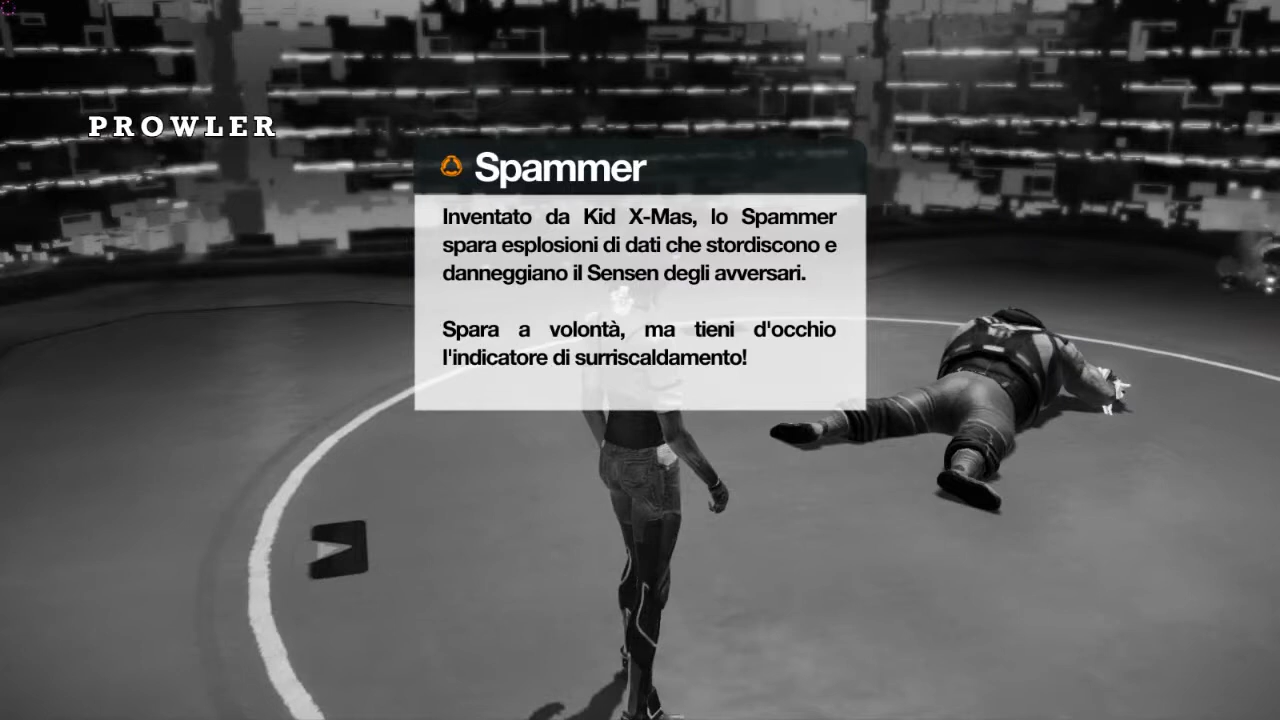 PROWLER
Spammer
Inventato da Kid X-Mas, lo Spammer
spara esplosioni di dati che stordiscono e
danneggiano il Sensen degli avversari.
Spara a volontà, ma tieni d'occhio
l'indicatore di surriscaldamento!